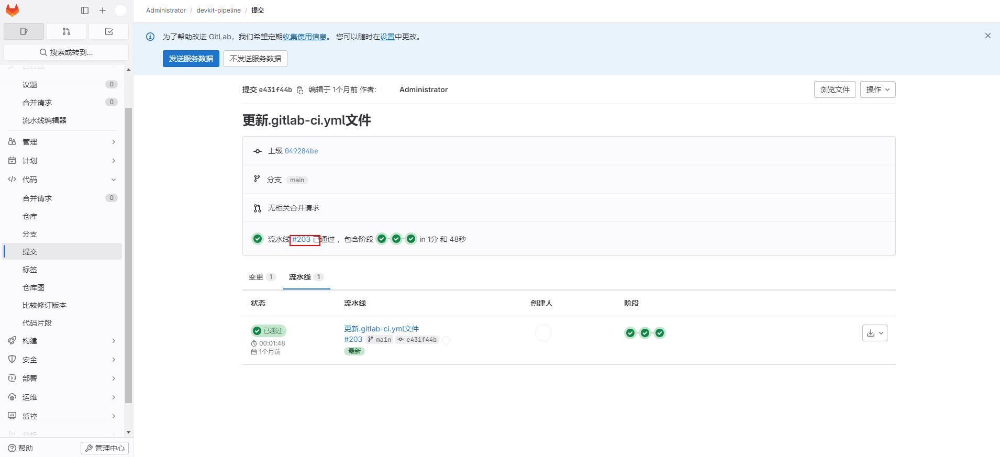 Administrator / devkit-pipeline / 提交
搜索或转到...
议题 0
合并请求 0
流水线编辑器
管理
计划
代码
合并请求 0
仓库
分支
提交
标签
仓库图
比较修订版本
代码片段
构建
安全
部署
运维
监控
分析
帮助
管理中心
为了帮助改进 GitLab，我们希望定期收集使用信息。 您可以随时在设置中更改。
发送服务数据 不发送服务数据
提交 e431f44b 编辑于 1个月前 作者: Administrator
浏览文件 操作
更新.gitlab-ci.yml文件
上级 049284be
分支 main
无相关合并请求
流水线 #203 已通过 ，包含阶段 in 1分 和 48秒
变更 1 流水线 1
状态 流水线 创建人 阶段
已通过
00:01:48
1个月前
更新.gitlab-ci.yml文件
#203 main e431f44b
最新